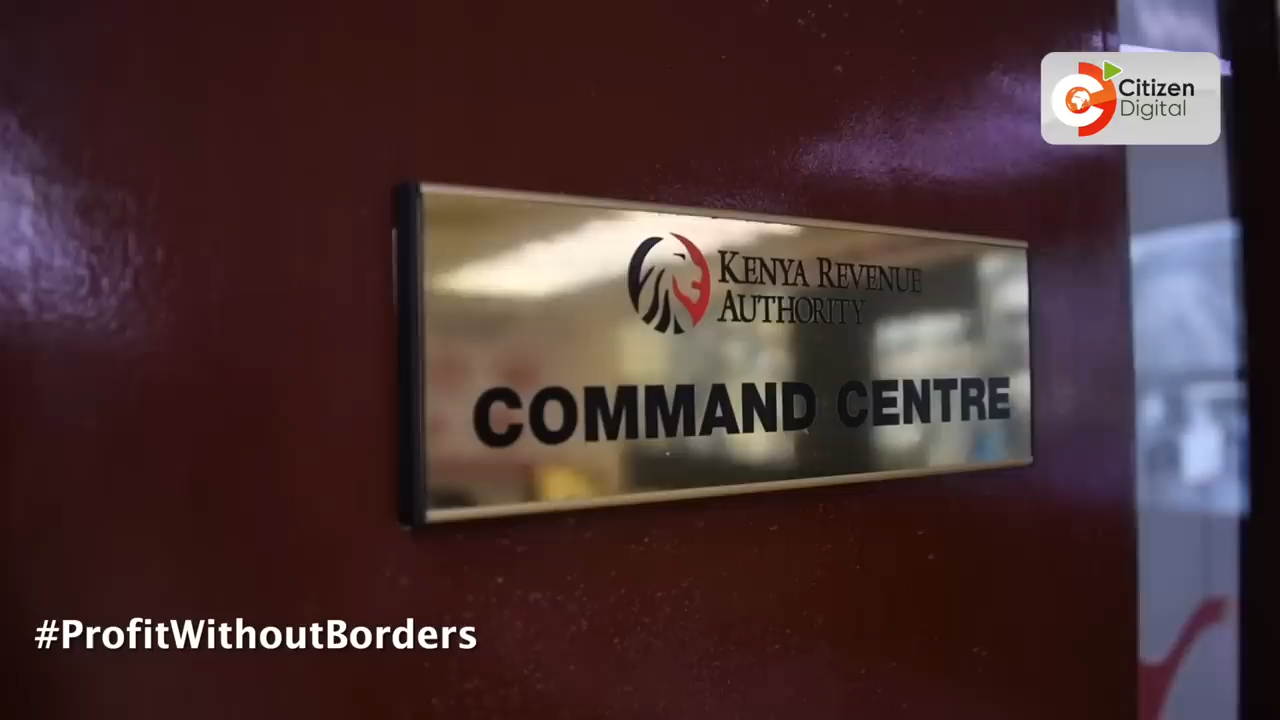 Citizen
Digital
KENYA REVENUE
AUTHORITY
COMMAND CENTRE
#ProfitWithoutBorders